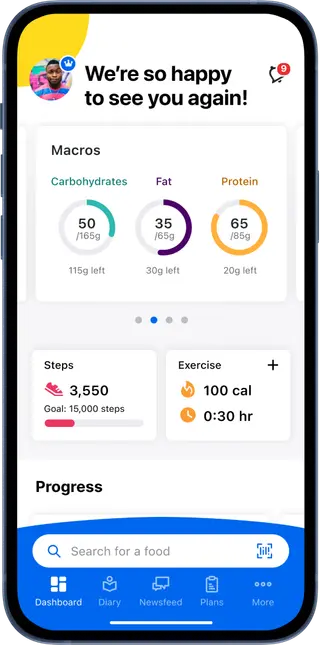 We're so happy
to see you again!
9
Macros
Carbohydrates Fat Protein
50 35 65
/165g /65g /85g
115g left 30g left 20g left
Steps
3,550
Goal: 15,000 steps
Exercise +
100 cal
0:30 hr
Progress
Search for a food
Dashboard Diary Newsfeed Plans More